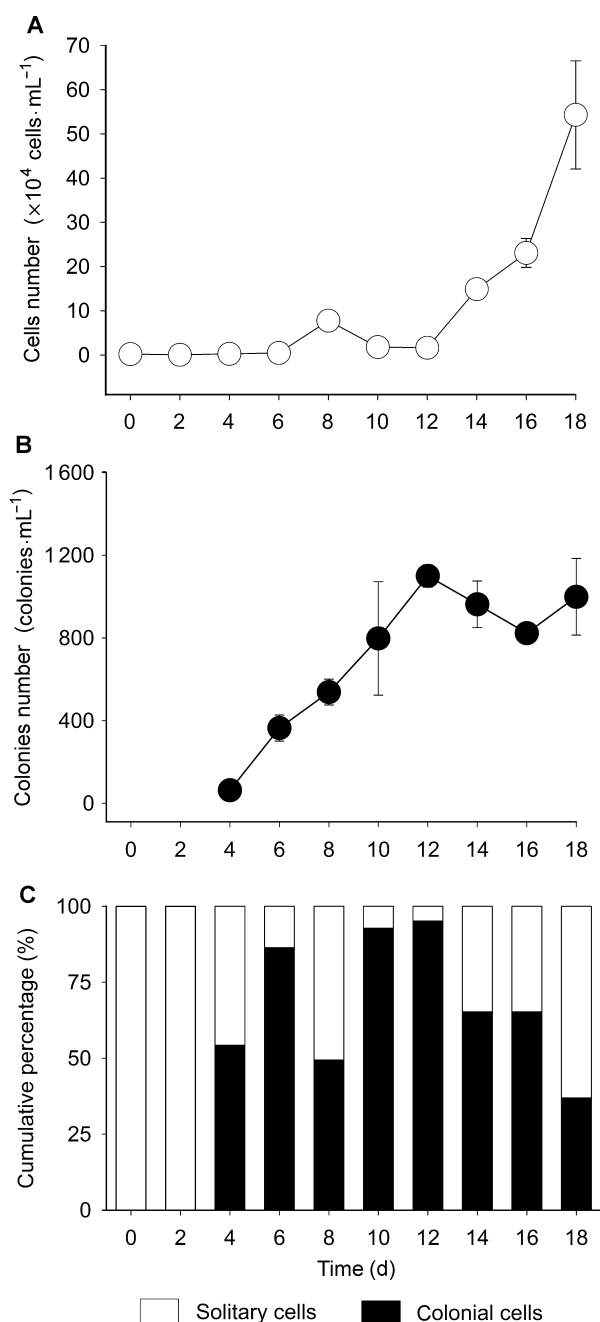 A
Cells number (×10⁴ cells·mL⁻¹)
70
60
50
40
30
20
10
0
0 2 4 6 8 10 12 14 16 18
B
Colonies number (colonies·mL⁻¹)
1600
1200
800
400
0
0 2 4 6 8 10 12 14 16 18
C
Cumulative percentage (%)
100
75
50
25
0
0 2 4 6 8 10 12 14 16 18
Time (d)
Solitary cells Colonial cells